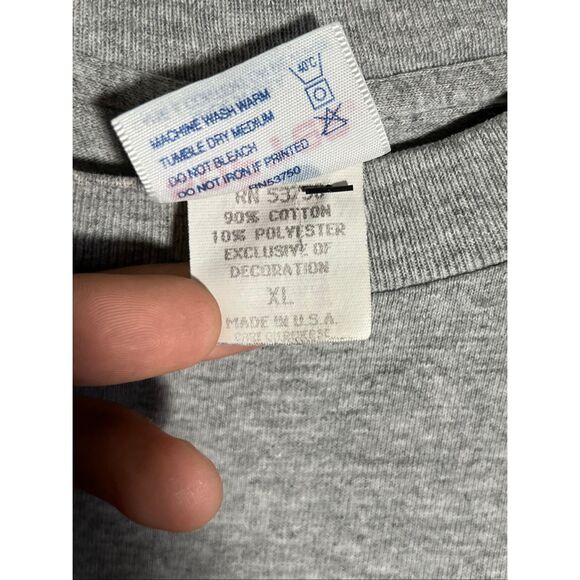 40°C
MACHINE WASH WARM
TUMBLE DRY MEDIUM
DO NOT BLEACH
DO NOT IRON IF PRINTED
RN53750
RN 53750
90% COTTON
10% POLYESTER
EXCLUSIVE OF
DECORATION
XL
MADE IN U.S.A.